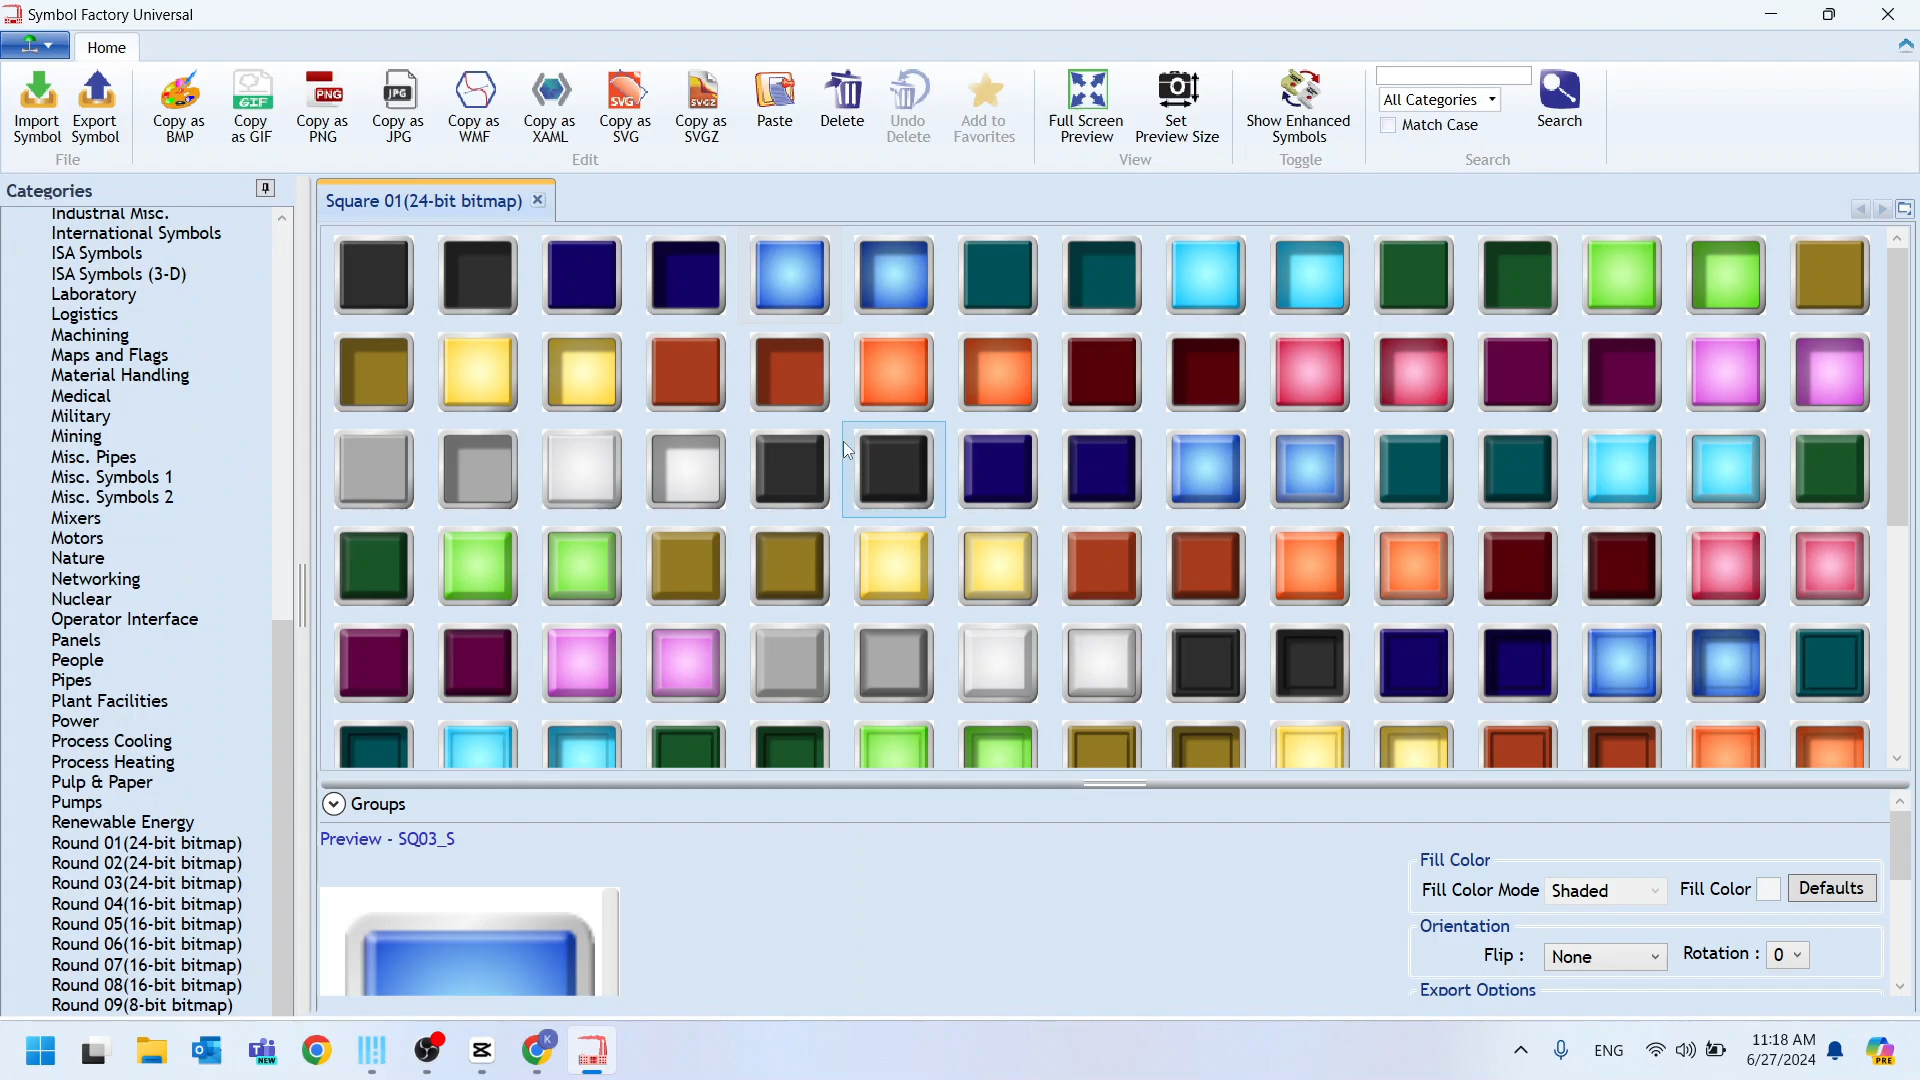 Symbol Factory Universal
Home
Import Symbol
Export Symbol
File
Copy as BMP
GIF
Copy as GIF
PNG
Copy as PNG
JPG
Copy as JPG
Copy as WMF
Copy as XAML
SVG
Copy as SVG
SVGZ
Copy as SVGZ
Paste
Delete
Undo Delete
Add to Favorites
Edit
Full Screen Preview
Set Preview Size
View
Show Enhanced Symbols
Toggle
All Categories
Match Case
Search
Search
Categories
Industrial Misc.
International Symbols
ISA Symbols
ISA Symbols (3-D)
Laboratory
Logistics
Machining
Maps and Flags
Material Handling
Medical
Military
Mining
Misc. Pipes
Misc. Symbols 1
Misc. Symbols 2
Mixers
Motors
Nature
Networking
Nuclear
Operator Interface
Panels
People
Pipes
Plant Facilities
Power
Process Cooling
Process Heating
Pulp & Paper
Pumps
Renewable Energy
Round 01(24-bit bitmap)
Round 02(24-bit bitmap)
Round 03(24-bit bitmap)
Round 04(16-bit bitmap)
Round 05(16-bit bitmap)
Round 06(16-bit bitmap)
Round 07(16-bit bitmap)
Round 08(16-bit bitmap)
Round 09(8-bit bitmap)
Square 01(24-bit bitmap)
Groups
Preview - SQ03_S
Fill Color
Fill Color Mode Shaded Fill Color Defaults
Orientation
Flip : None Rotation : 0
Export Options
NEW
K
ENG
11:18 AM
6/27/2024
PRE